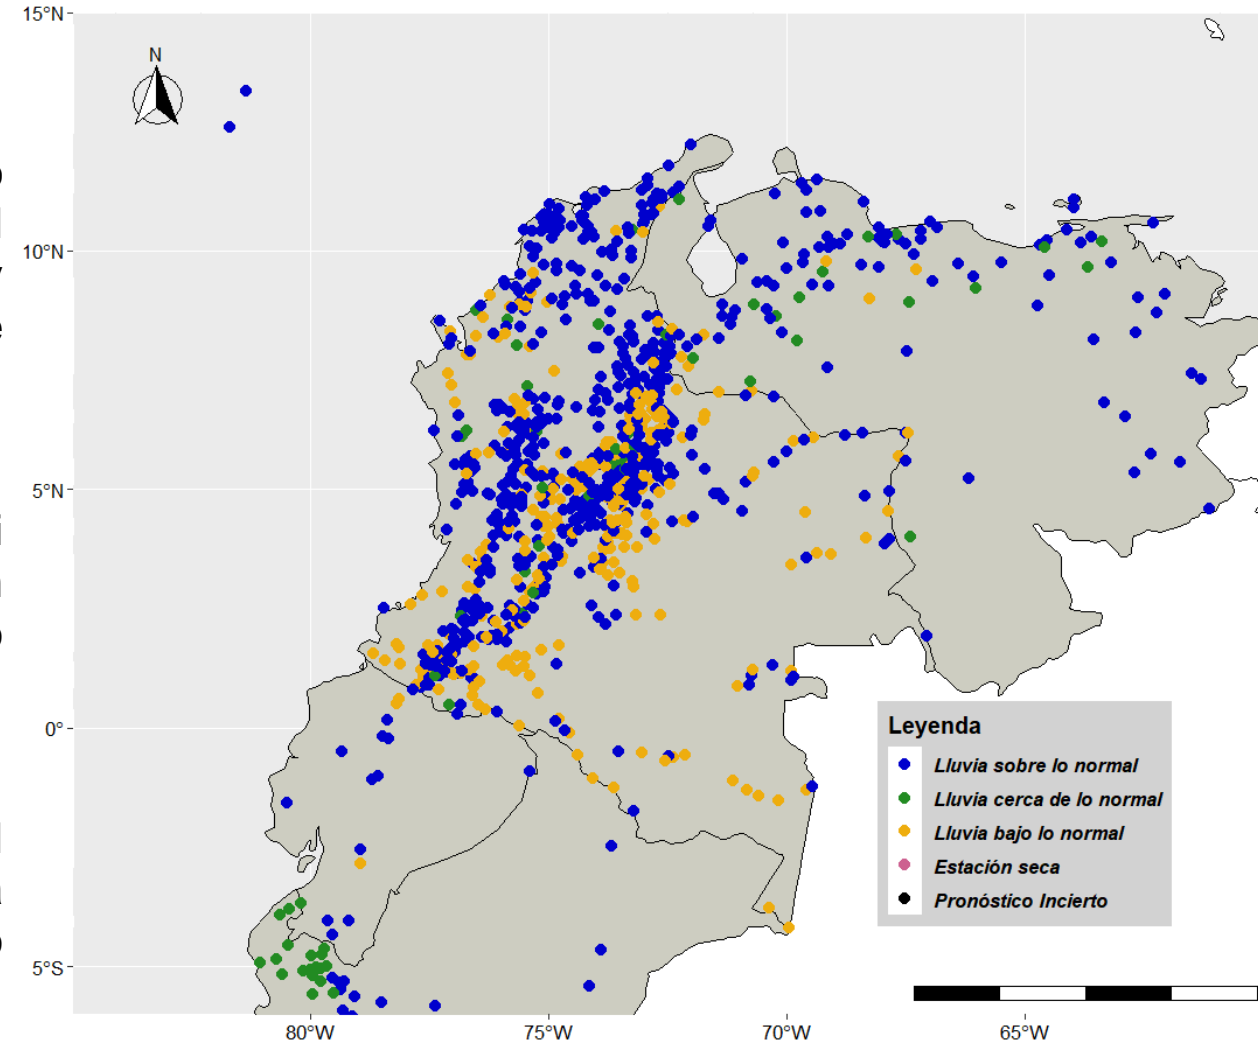 15°N
N
10°N
5°N
0°
5°S
80°W
75°W
70°W
65°W
Leyenda
Lluvia sobre lo normal
Lluvia cerca de lo normal
Lluvia bajo lo normal
Estación seca
Pronóstico Incierto